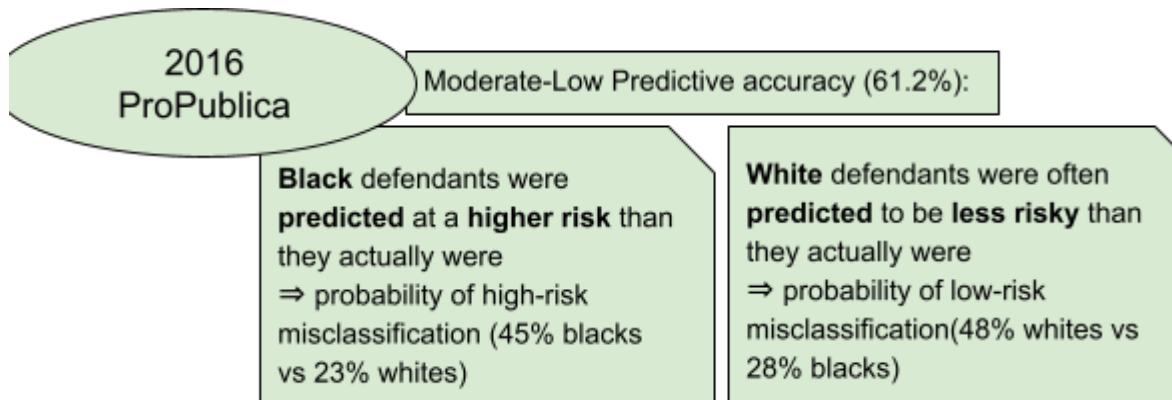 2016
ProPublica
Moderate-Low Predictive accuracy (61.2%):
Black defendants were
predicted at a higher risk than
they actually were
⇒ probability of high-risk
misclassification (45% blacks
vs 23% whites)
White defendants were often
predicted to be less risky than
they actually were
⇒ probability of low-risk
misclassification(48% whites vs
28% blacks)